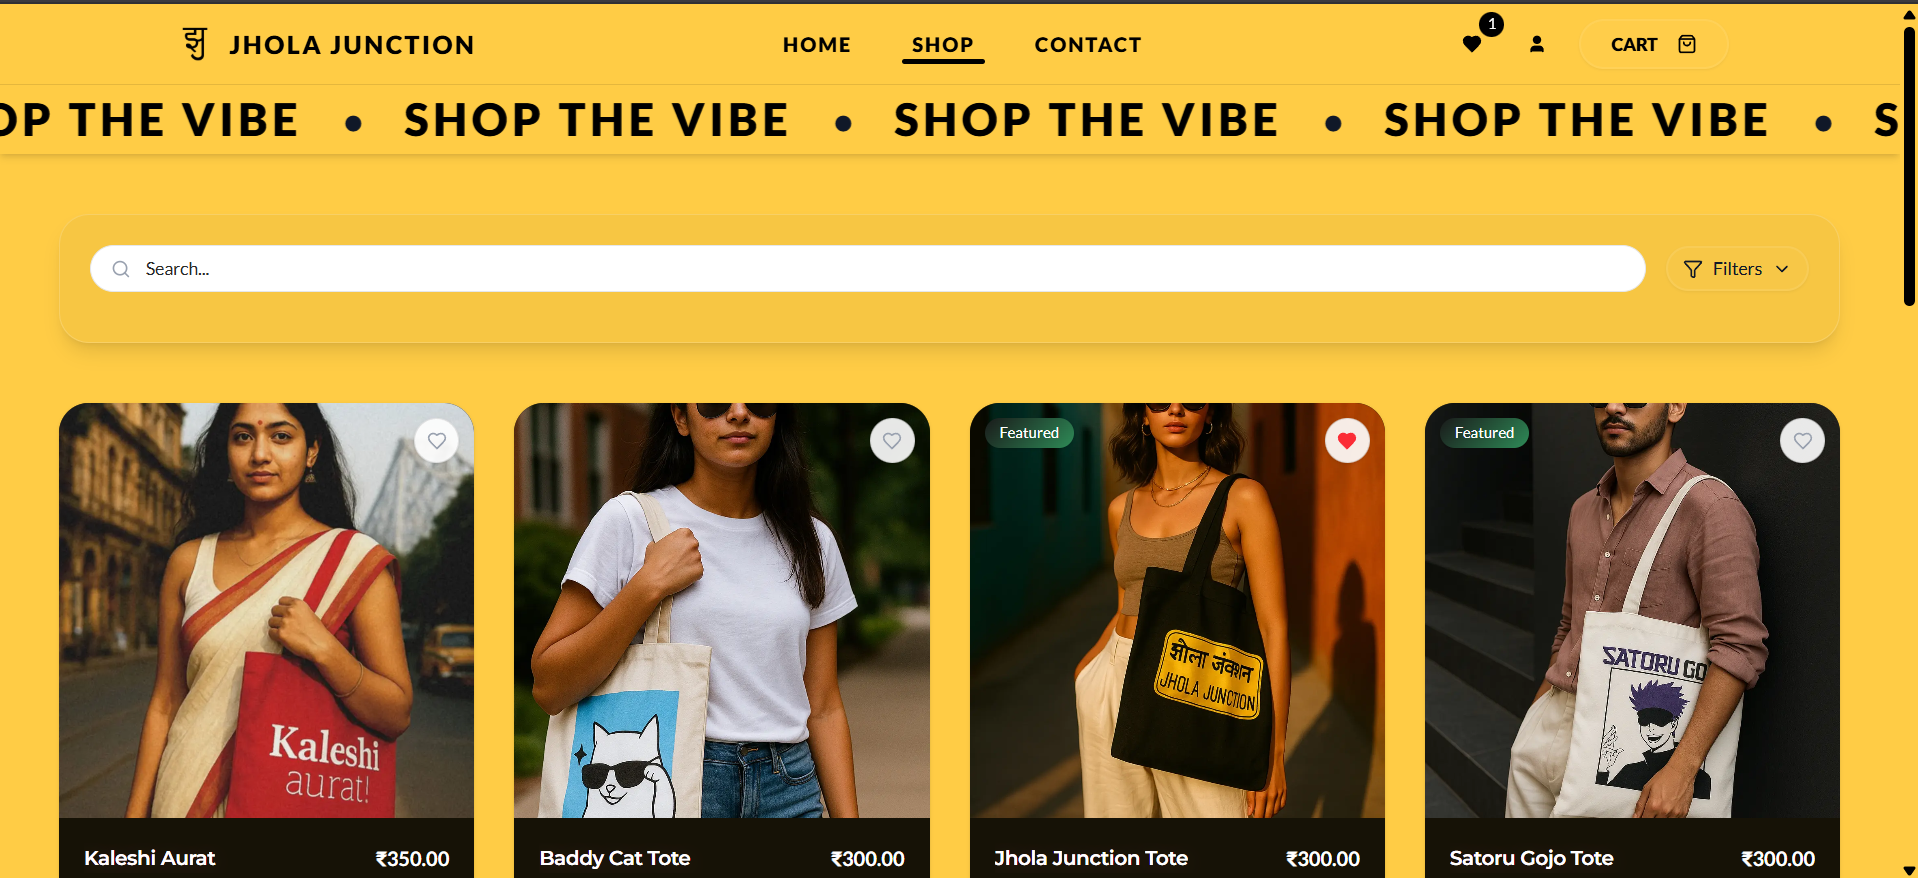 झु JHOLA JUNCTION
HOME SHOP CONTACT
1
CART
OP THE VIBE • SHOP THE VIBE • SHOP THE VIBE • SHOP THE VIBE • S
Search...
Filters
Kaleshi
aurat!
Kaleshi Aurat ₹350.00
Baddy Cat Tote ₹300.00
Featured
झोला जंक्शन
JHOLA JUNCTION
Jhola Junction Tote ₹300.00
Featured
SATORU GO
Satoru Gojo Tote ₹300.00